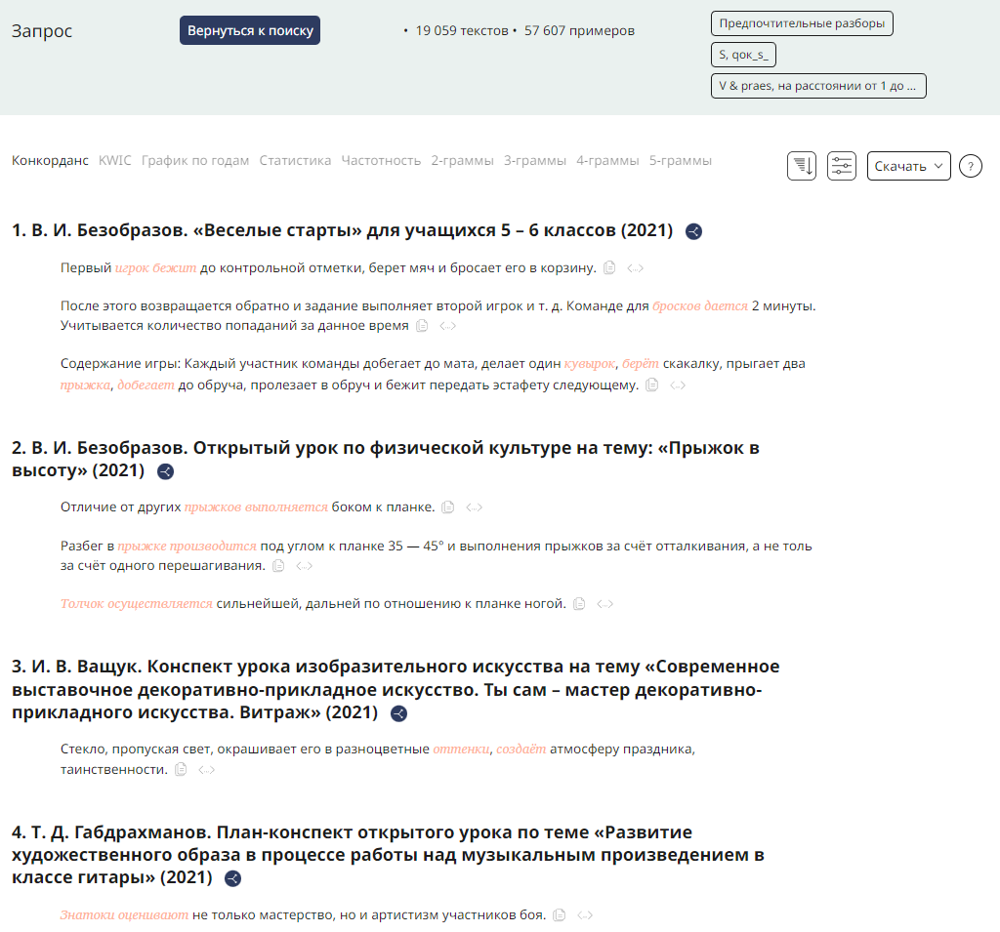 Запрос
Вернуться к поиску
• 19 059 текстов • 57 607 примеров
Предпочтительные разборы
S, qок_s_
V & praes, на расстоянии от 1 до ...
Конкорданс KWIC График по годам Статистика Частотность 2-граммы 3-граммы 4-граммы 5-граммы
Скачать
?
1. В. И. Безобразов. «Веселые старты» для учащихся 5 – 6 классов (2021)
Первый игрок бежит до контрольной отметки, берет мяч и бросает его в корзину. <...>
После этого возвращается обратно и задание выполняет второй игрок и т. д. Команде для бросков дается 2 минуты.
Учитывается количество попаданий за данное время <...>
Содержание игры: Каждый участник команды добегает до мата, делает один кувырок, берёт скакалку, прыгает два
прыжка, добегает до обруча, пролезает в обруч и бежит передать эстафету следующему. <...>
2. В. И. Безобразов. Открытый урок по физической культуре на тему: «Прыжок в
высоту» (2021)
Отличие от других прыжков выполняется боком к планке. <...>
Разбег в прыжке производится под углом к планке 35 — 45° и выполнения прыжков за счёт отталкивания, а не толь
за счёт одного перешагивания. <...>
Толчок осуществляется сильнейшей, дальней по отношению к планке ногой. <...>
3. И. В. Ващук. Конспект урока изобразительного искусства на тему «Современное
выставочное декоративно-прикладное искусство. Ты сам – мастер декоративно-
прикладного искусства. Витраж» (2021)
Стекло, пропуская свет, окрашивает его в разноцветные оттенки, создаёт атмосферу праздника,
таинственности. <...>
4. Т. Д. Габдрахманов. План-конспект открытого урока по теме «Развитие
художественного образа в процессе работы над музыкальным произведением в
классе гитары» (2021)
Знатоки оценивают не только мастерство, но и артистизм участников боя. <...>